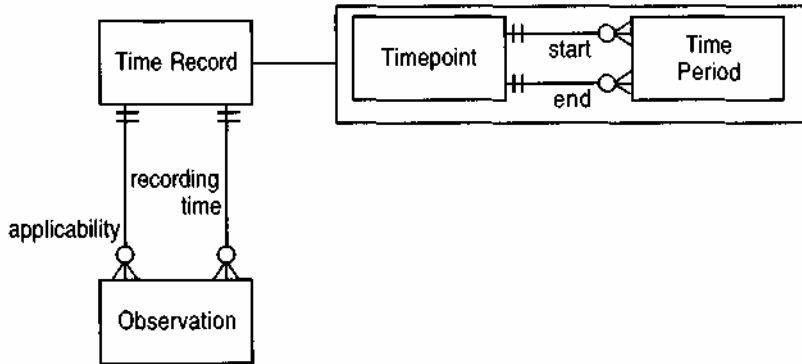 Time Record
Timepoint
start
end
Time
Period
recording
time
applicability
Observation